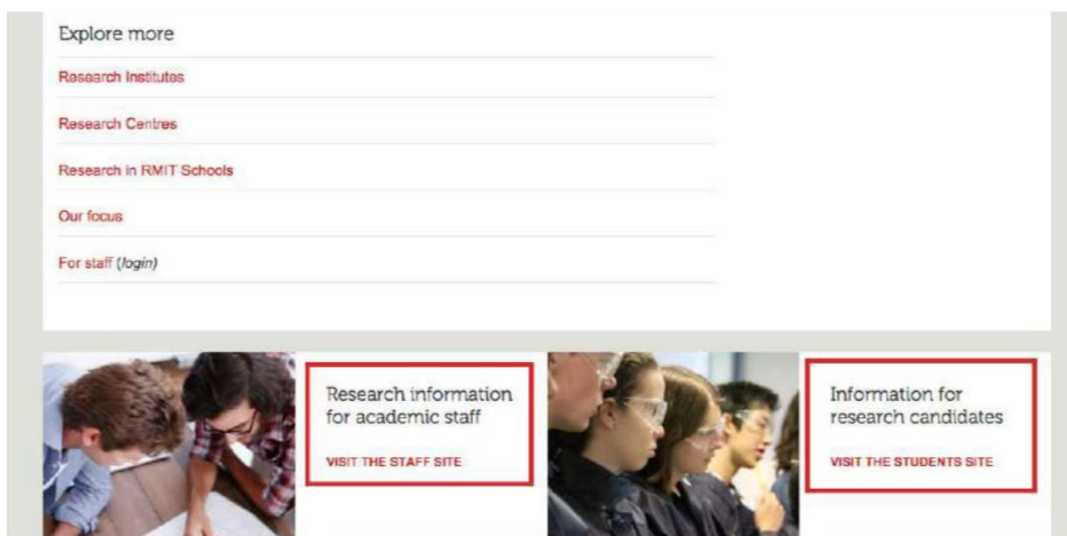 Explore more
Research Institutes
Research Centres
Research in RMIT Schools
Our focus
For staff (login)
Research information
for academic staff
VISIT THE STAFF SITE
Information for
research candidates
VISIT THE STUDENTS SITE